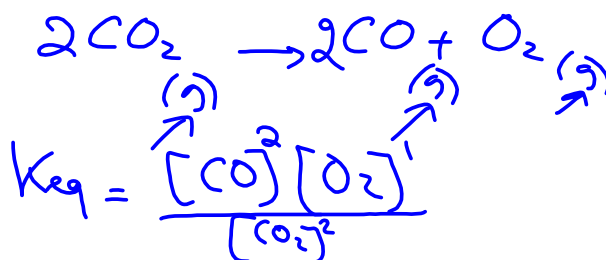 2CO₂ → 2CO + O₂
(g) (g) (g)
Keq = [CO]² [O₂]¹
[CO₂]²